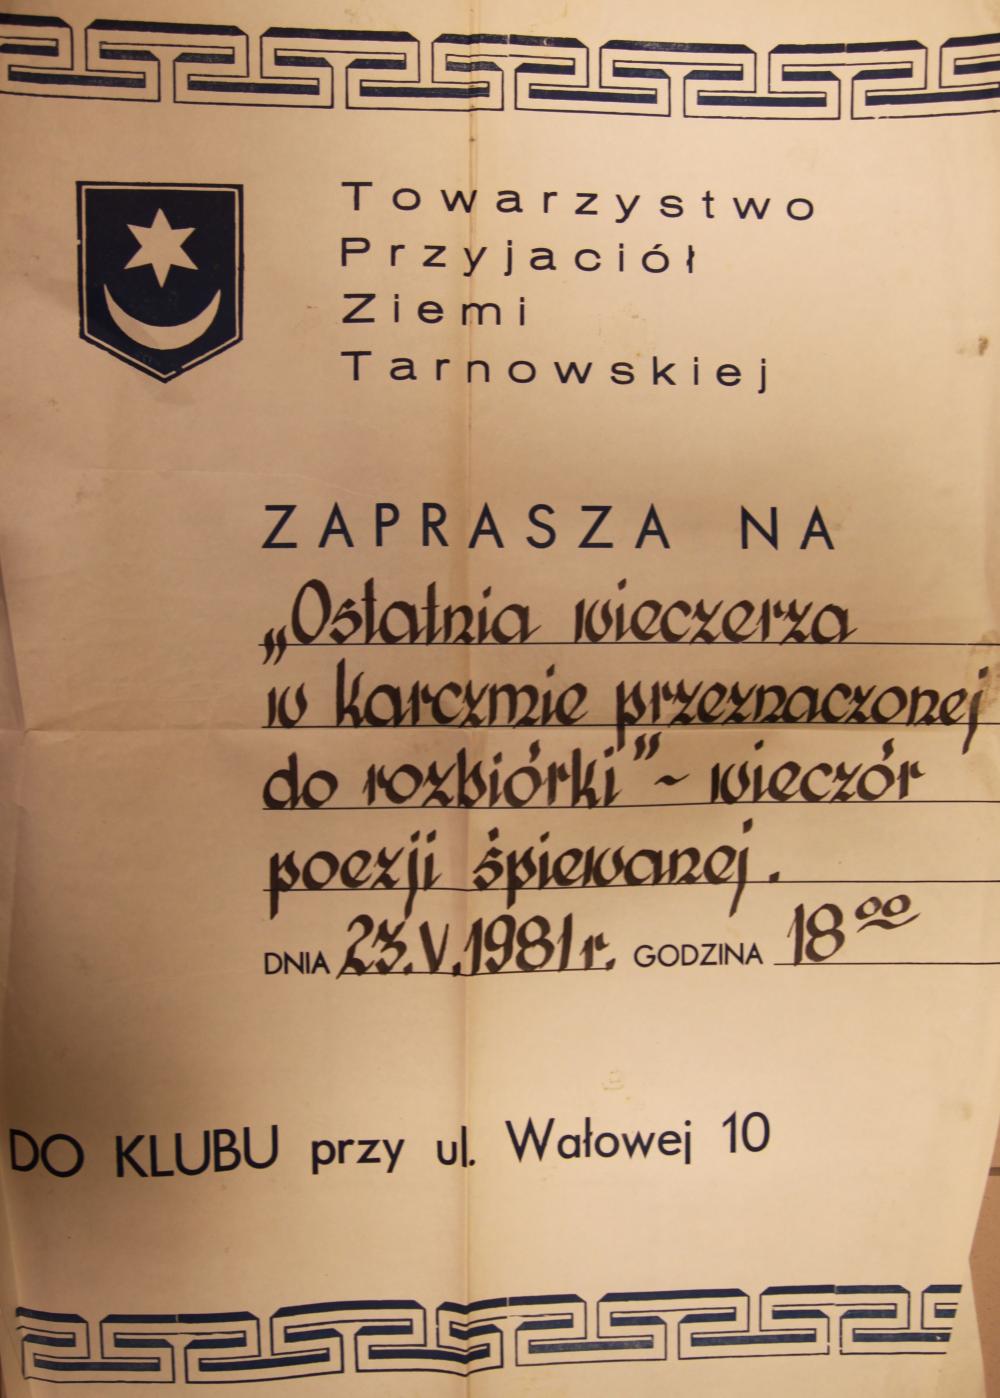 Towarzystwo
Przyjaciół
Ziemi
Tarnowskiej
ZAPRASZA NA
„Ostatnia wieczerza
w karczmie przeznaczonej
do rozbiórki” ~ wieczór
poezji śpiewanej.
DNIA 23.V.1981 r. GODZINA 18⁰⁰
DO KLUBU przy ul. Wałowej 10